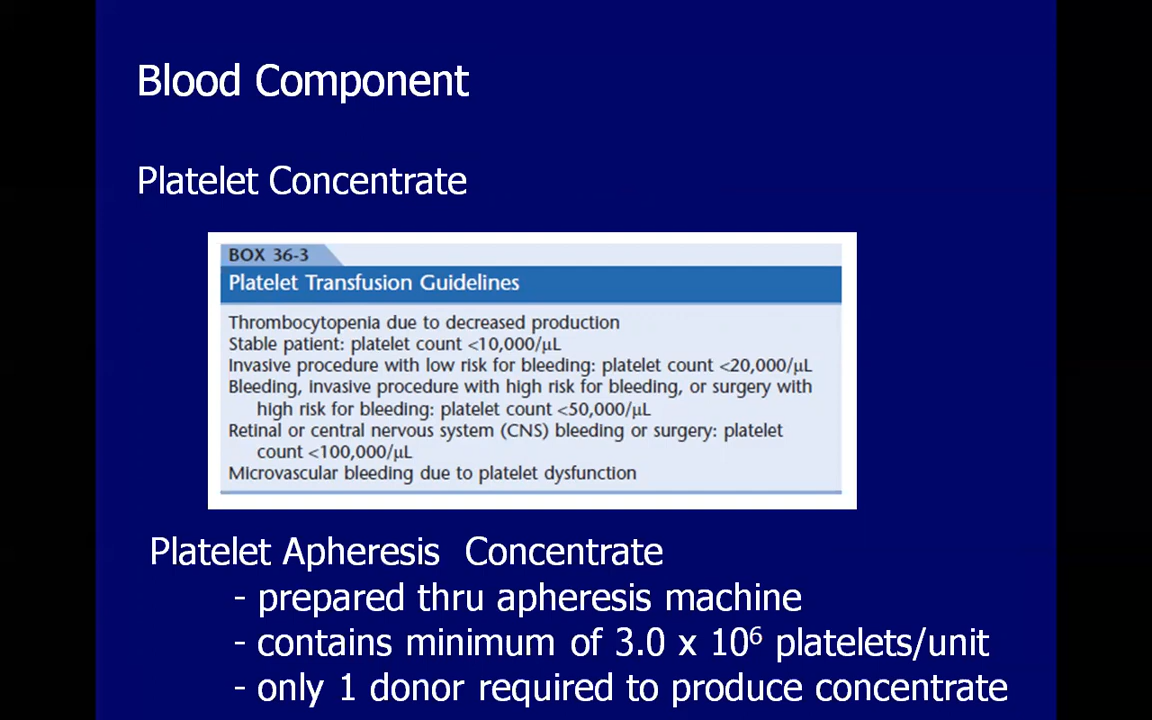 Blood Component
Platelet Concentrate
BOX 36-3
Platelet Transfusion Guidelines
Thrombocytopenia due to decreased production
Stable patient: platelet count <10,000/µL
Invasive procedure with low risk for bleeding: platelet count <20,000/µL
Bleeding, invasive procedure with high risk for bleeding, or surgery with
high risk for bleeding: platelet count <50,000/µL
Retinal or central nervous system (CNS) bleeding or surgery: platelet
count <100,000/µL
Microvascular bleeding due to platelet dysfunction
Platelet Apheresis Concentrate
- prepared thru apheresis machine
- contains minimum of 3.0 x 10⁶ platelets/unit
- only 1 donor required to produce concentrate